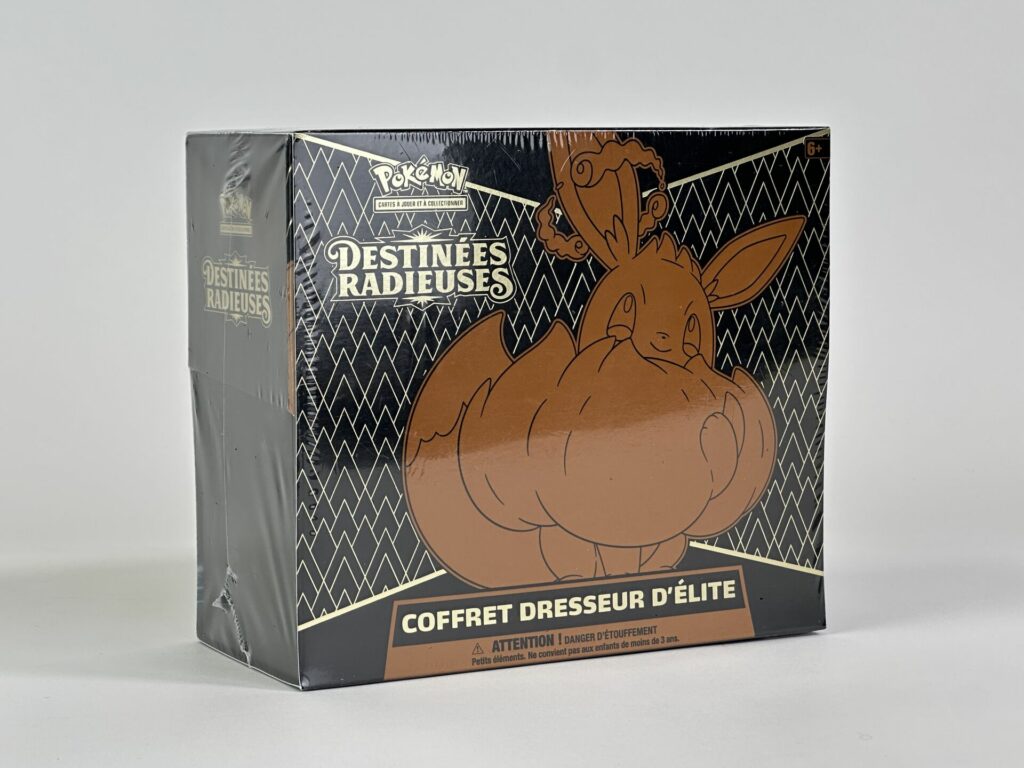 POKéMON
CARTES À JOUER ET À COLLECTIONNER
DESTINÉES
RADIEUSES
6+
POKéMON
DESTINÉES
RADIEUSES
COFFRET DRESSEUR D'ÉLITE
ATTENTION ! DANGER D'ÉTOUFFEMENT
Petits éléments. Ne convient pas aux enfants de moins de 3 ans.